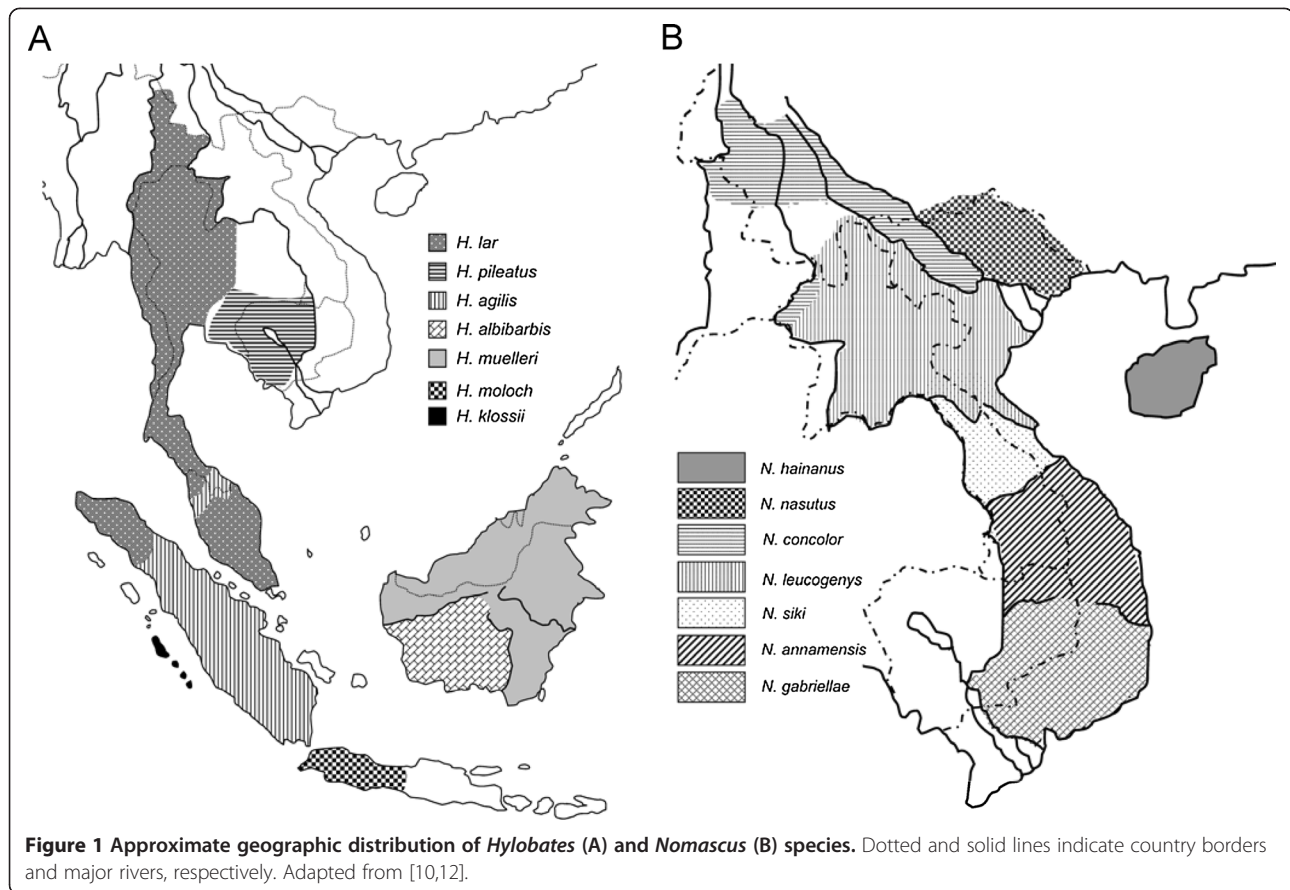 A
H. lar
H. pileatus
H. agilis
H. albibarbis
H. muelleri
H. moloch
H. klossii
B
N. hainanus
N. nasutus
N. concolor
N. leucogenys
N. siki
N. annamensis
N. gabriellae
Figure 1 Approximate geographic distribution of Hylobates (A) and Nomascus (B) species. Dotted and solid lines indicate country borders
and major rivers, respectively. Adapted from [10,12].